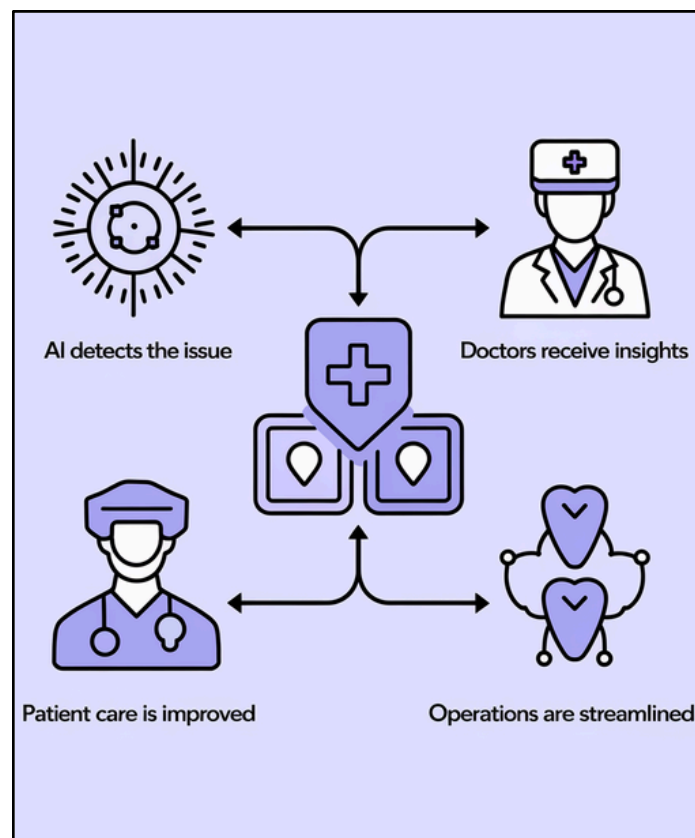 AI detects the issue
Doctors receive insights
Patient care is improved
Operations are streamlined